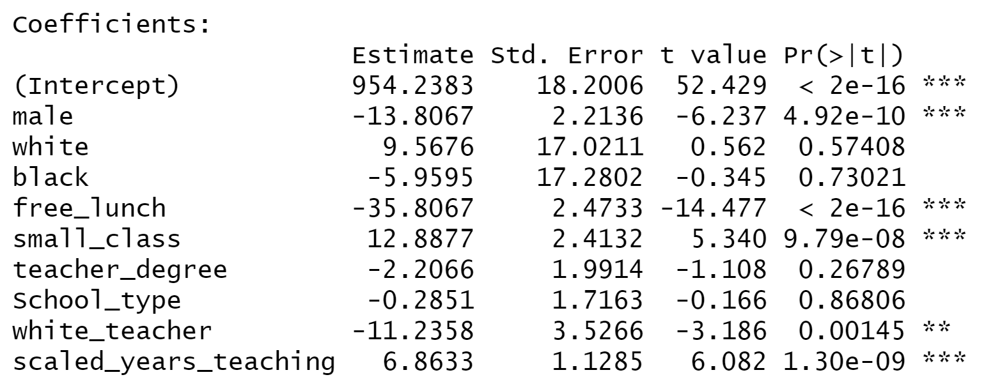 Coefficients:
Estimate Std. Error t value Pr(>|t|)
(Intercept) 954.2383 18.2006 52.429 < 2e-16 ***
male -13.8067 2.2136 -6.237 4.92e-10 ***
white 9.5676 17.0211 0.562 0.57408
black -5.9595 17.2802 -0.345 0.73021
free_lunch -35.8067 2.4733 -14.477 < 2e-16 ***
small_class 12.8877 2.4132 5.340 9.79e-08 ***
teacher_degree -2.2066 1.9914 -1.108 0.26789
School_type -0.2851 1.7163 -0.166 0.86806
white_teacher -11.2358 3.5266 -3.186 0.00145 **
scaled_years_teaching 6.8633 1.1285 6.082 1.30e-09 ***